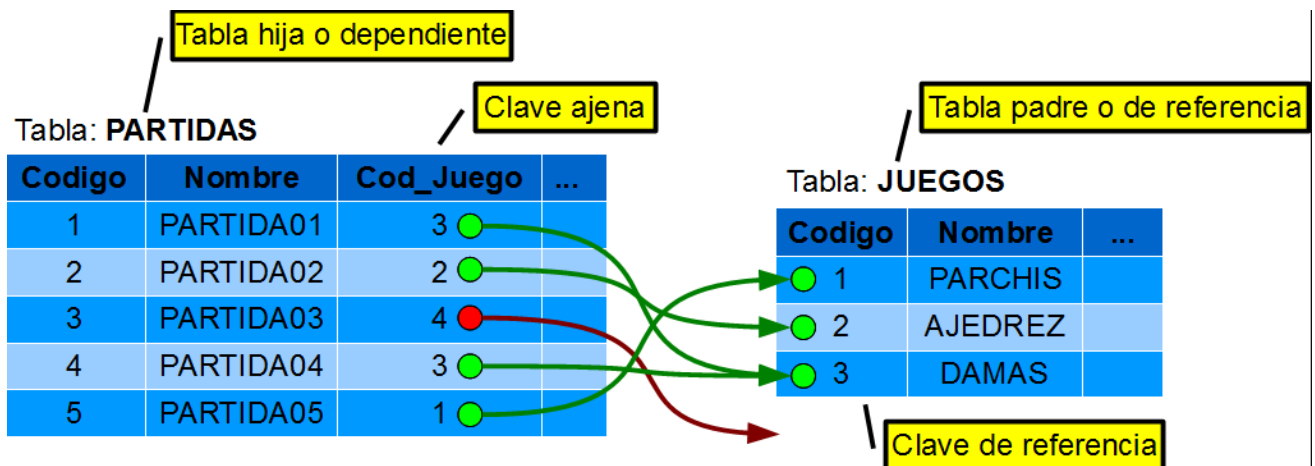 Tabla hija o dependiente
Clave ajena
Tabla padre o de referencia
Tabla: PARTIDAS
Codigo Nombre Cod_Juego ...
1 PARTIDA01 3
2 PARTIDA02 2
3 PARTIDA03 4
4 PARTIDA04 3
5 PARTIDA05 1
Tabla: JUEGOS
Codigo Nombre ...
1 PARCHIS
2 AJEDREZ
3 DAMAS
Clave de referencia